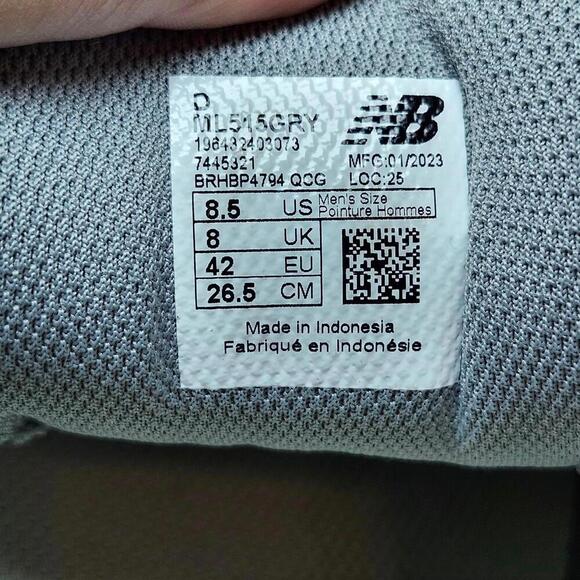 D
ML515GRY
196432403073
7445321
BRHBP4794 QCG
NB
MFG:01/2023
LOC:25
8.5 US Men's Size
Pointure Hommes
8 UK
42 EU
26.5 CM
Made in Indonesia
Fabriqué en Indonésie